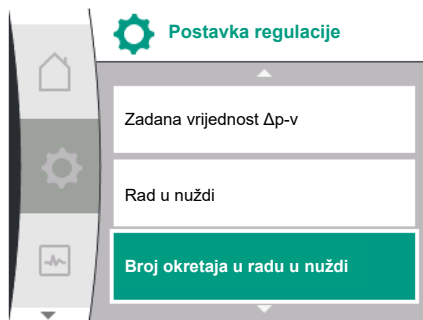 Postavka regulacije
Zadana vrijednost Δp-v
Rad u nuždi
Broj okretaja u radu u nuždi